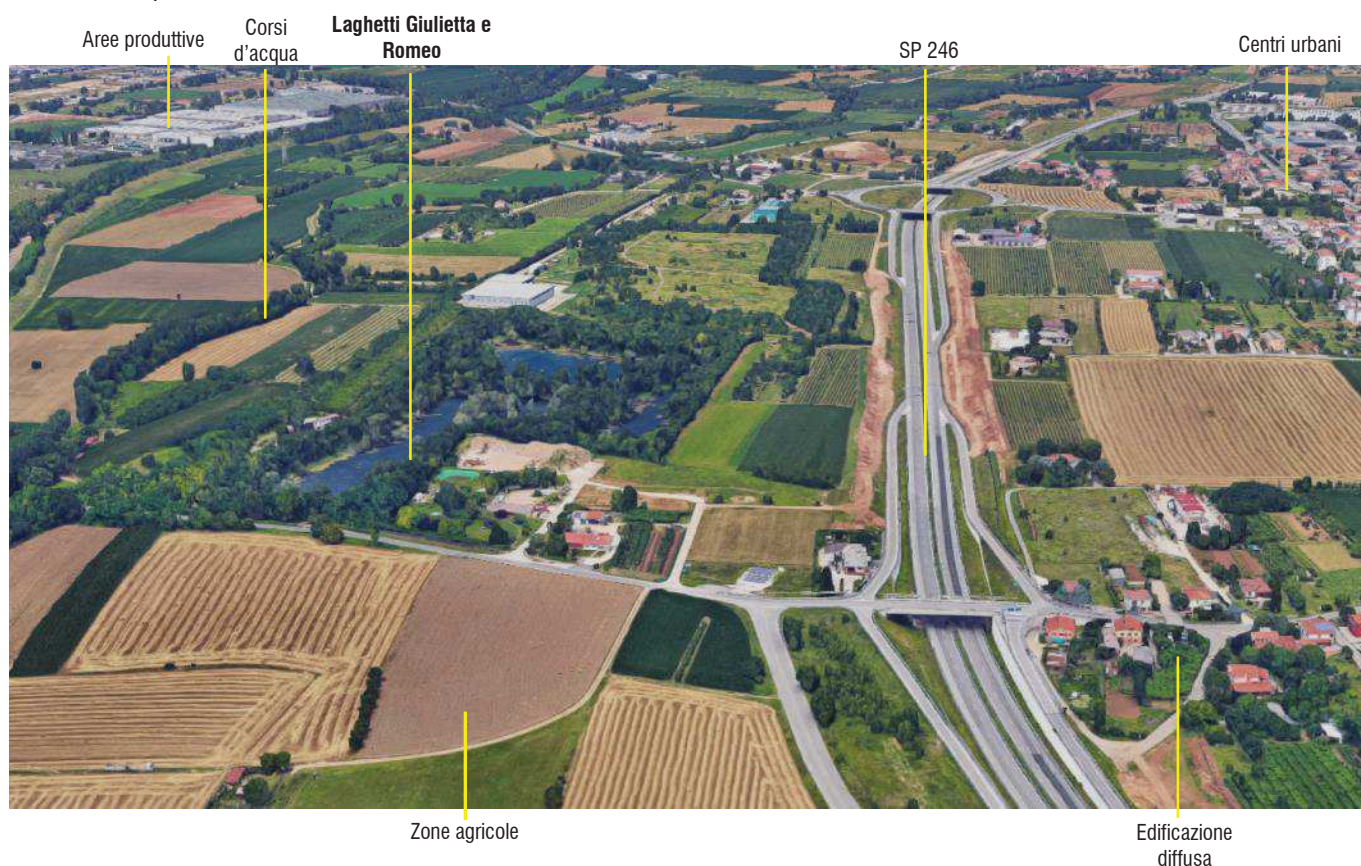 Aree produttive
Corsi
d’acqua
Laghetti Giulietta e
Romeo
SP 246
Centri urbani
Zone agricole
Edificazione
diffusa